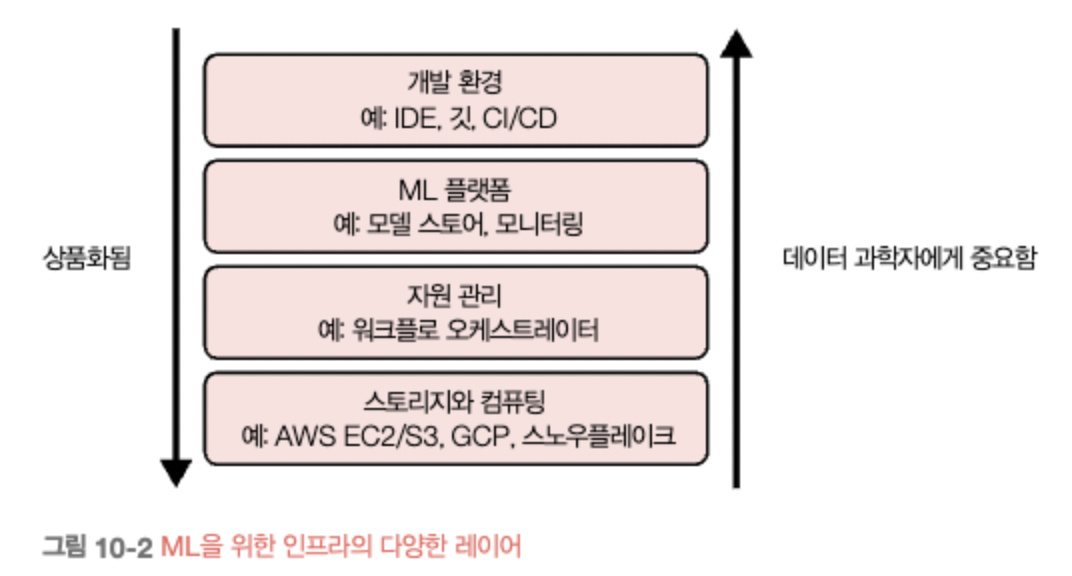 개발 환경
예: IDE, 깃, CI/CD
ML 플랫폼
예: 모델 스토어, 모니터링
상품화됨
데이터 과학자에게 중요함
자원 관리
예: 워크플로 오케스트레이터
스토리지와 컴퓨팅
예: AWS EC2/S3, GCP, 스노우플레이크
그림 10-2 ML을 위한 인프라의 다양한 레이어